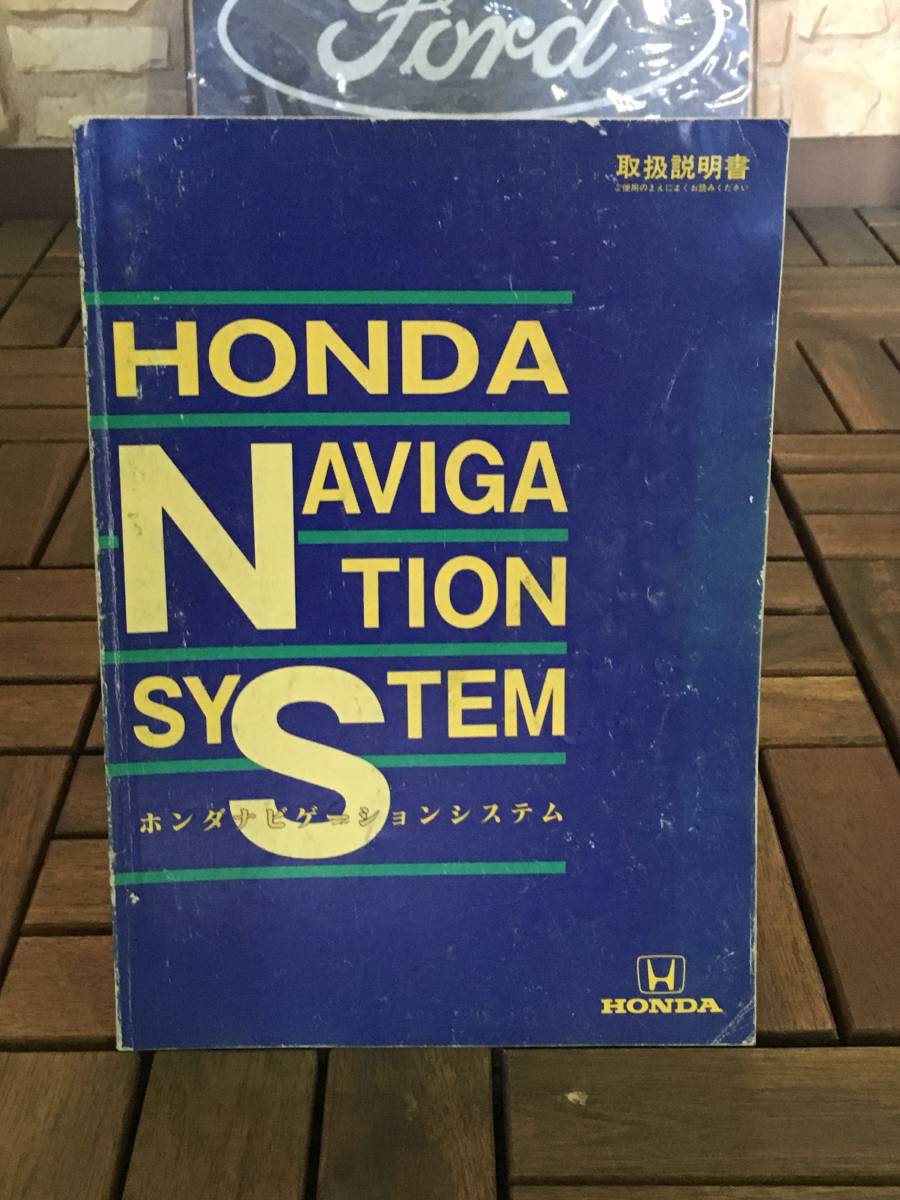 Ford
取扱説明書
ご使用のまえによくお読みください
HONDA
NAVIGA
TION
SYSTEM
ホンダナビゲーションシステム
HONDA